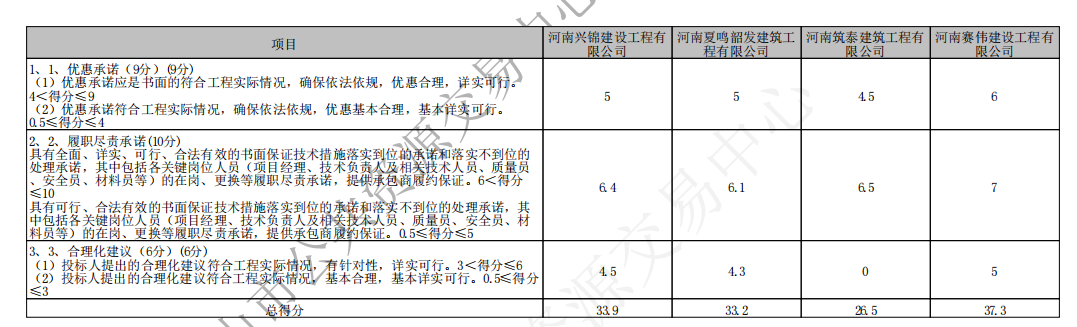 项目
河南兴锦建设工程有
限公司
河南夏鸣韶发建筑工
程有限公司
河南筑泰建筑工程有
限公司
河南赛伟建设工程有
限公司
1、1、优惠承诺（9分）(9分)
（1）优惠承诺应是书面的符合工程实际情况，确保依法依规，优惠合理，详实可行。
4＜得分≤9
（2）优惠承诺符合工程实际情况，确保依法依规，优惠基本合理，基本详实可行。
0.5≤得分≤4
5
5
4.5
6
2、2、履职尽责承诺(10分)
具有全面、详实、可行、合法有效的书面保证技术措施落实到位的承诺和落实不到位的
处理承诺，其中包括各关键岗位人员（项目经理、技术负责人及相关技术人员、质量员
、安全员、材料员等）的在岗、更换等履职尽责承诺，提供承包商履约保证。6＜得分
≤10
具有可行、合法有效的书面保证技术措施落实到位的承诺和落实不到位的处理承诺，其
中包括各关键岗位人员（项目经理、技术负责人及相关技术人员、质量员、安全员、材
料员等）的在岗、更换等履职尽责承诺，提供承包商履约保证。0.5≤得分≤5
6.4
6.1
6.5
7
3、3、合理化建议（6分）(6分)
（1）投标人提出的合理化建议符合工程实际情况，有针对性，详实可行。3＜得分≤6
（2）投标人提出的合理化建议符合工程实际情况，基本合理，基本详实可行。0.5≤得分
≤3
4.5
4.3
0
5
总得分
33.9
33.2
26.5
37.3
山市公共资源交易中心
资源交易中心